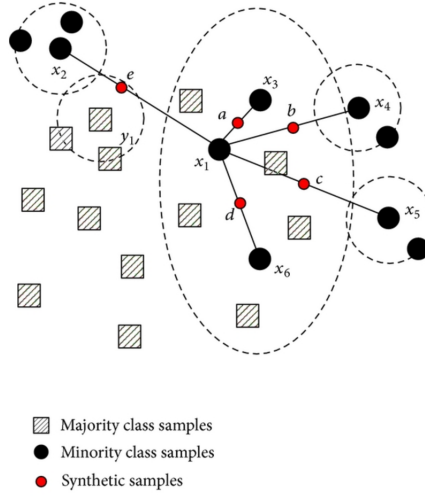 x2
e
y1
x3
a
b
x4
x1
c
d
x5
x6
Majority class samples
Minority class samples
Synthetic samples